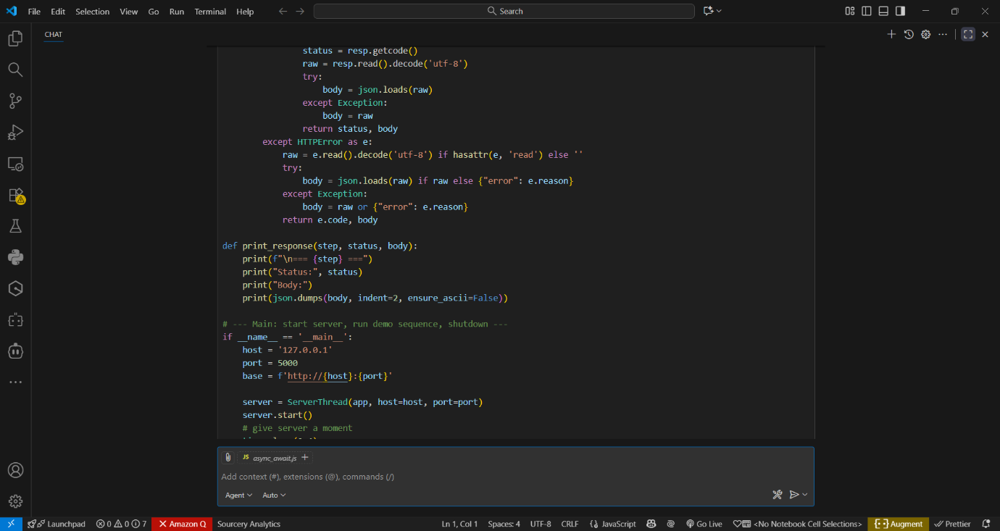 File Edit Selection View Go Run Terminal Help
Search
CHAT
            status = resp.getcode()
            raw = resp.read().decode('utf-8')
            try:
                body = json.loads(raw)
            except Exception:
                body = raw
            return status, body
    except HTTPError as e:
        raw = e.read().decode('utf-8') if hasattr(e, 'read') else ''
        try:
            body = json.loads(raw) if raw else {"error": e.reason}
        except Exception:
            body = raw or {"error": e.reason}
        return e.code, body
def print_response(step, status, body):
    print(f"\n=== {step} ===")
    print("Status:", status)
    print("Body:")
    print(json.dumps(body, indent=2, ensure_ascii=False))
# --- Main: start server, run demo sequence, shutdown ---
if __name__ == '__main__':
    host = '127.0.0.1'
    port = 5000
    base = f'http://{host}:{port}'
    server = ServerThread(app, host=host, port=port)
    server.start()
    # give server a moment
JS async_await.js
Add context (#), extensions (@), commands (/)
Agent Auto
Launchpad 0 0 7 Amazon Q Sourcery Analytics Ln 1, Col 1 Spaces: 4 UTF-8 CRLF JavaScript Go Live <No Notebook Cell Selections> Augment Prettier